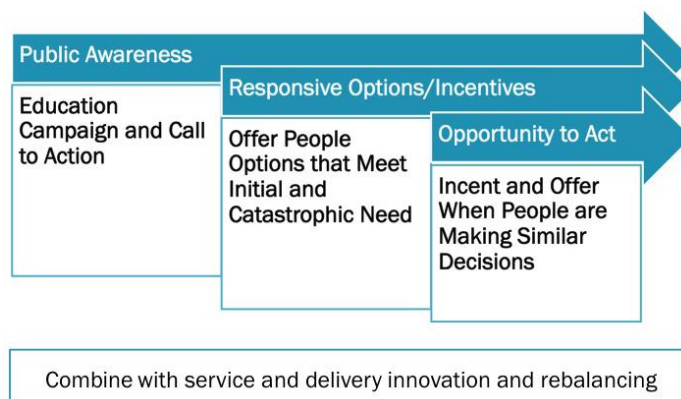 Public Awareness
Education
Campaign and Call
to Action
Responsive Options/Incentives
Offer People
Options that Meet
Initial and
Catastrophic Need
Opportunity to Act
Incent and Offer
When People are
Making Similar
Decisions
Combine with service and delivery innovation and rebalancing